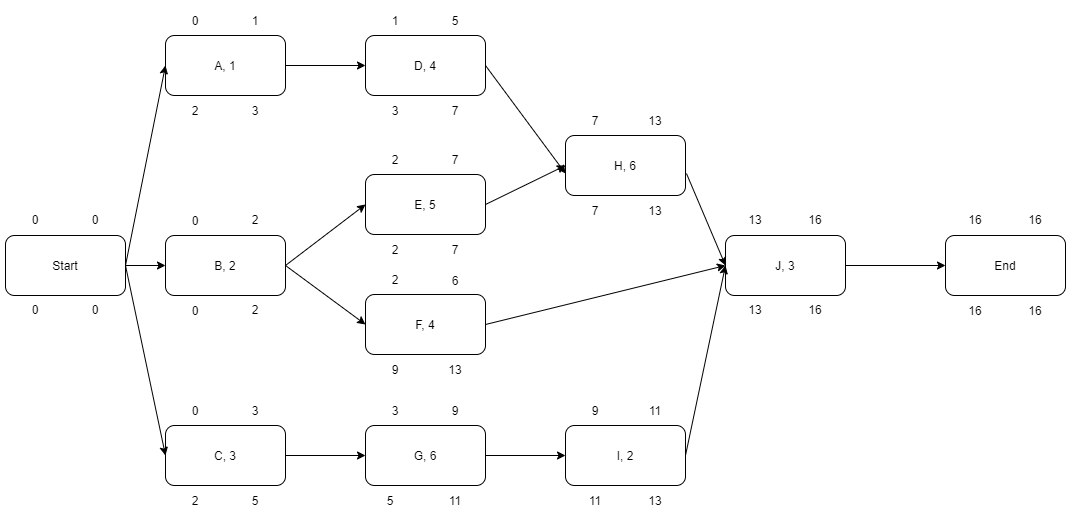 0 1
A, 1
2 3
1 5
D, 4
3 7
7 13
H, 6
7 13
2 7
E, 5
2 7
0 0
Start
0 0
0 2
B, 2
0 2
2 6
F, 4
9 13
13 16
J, 3
13 16
16 16
End
16 16
0 3
C, 3
2 5
3 9
G, 6
5 11
9 11
I, 2
11 13